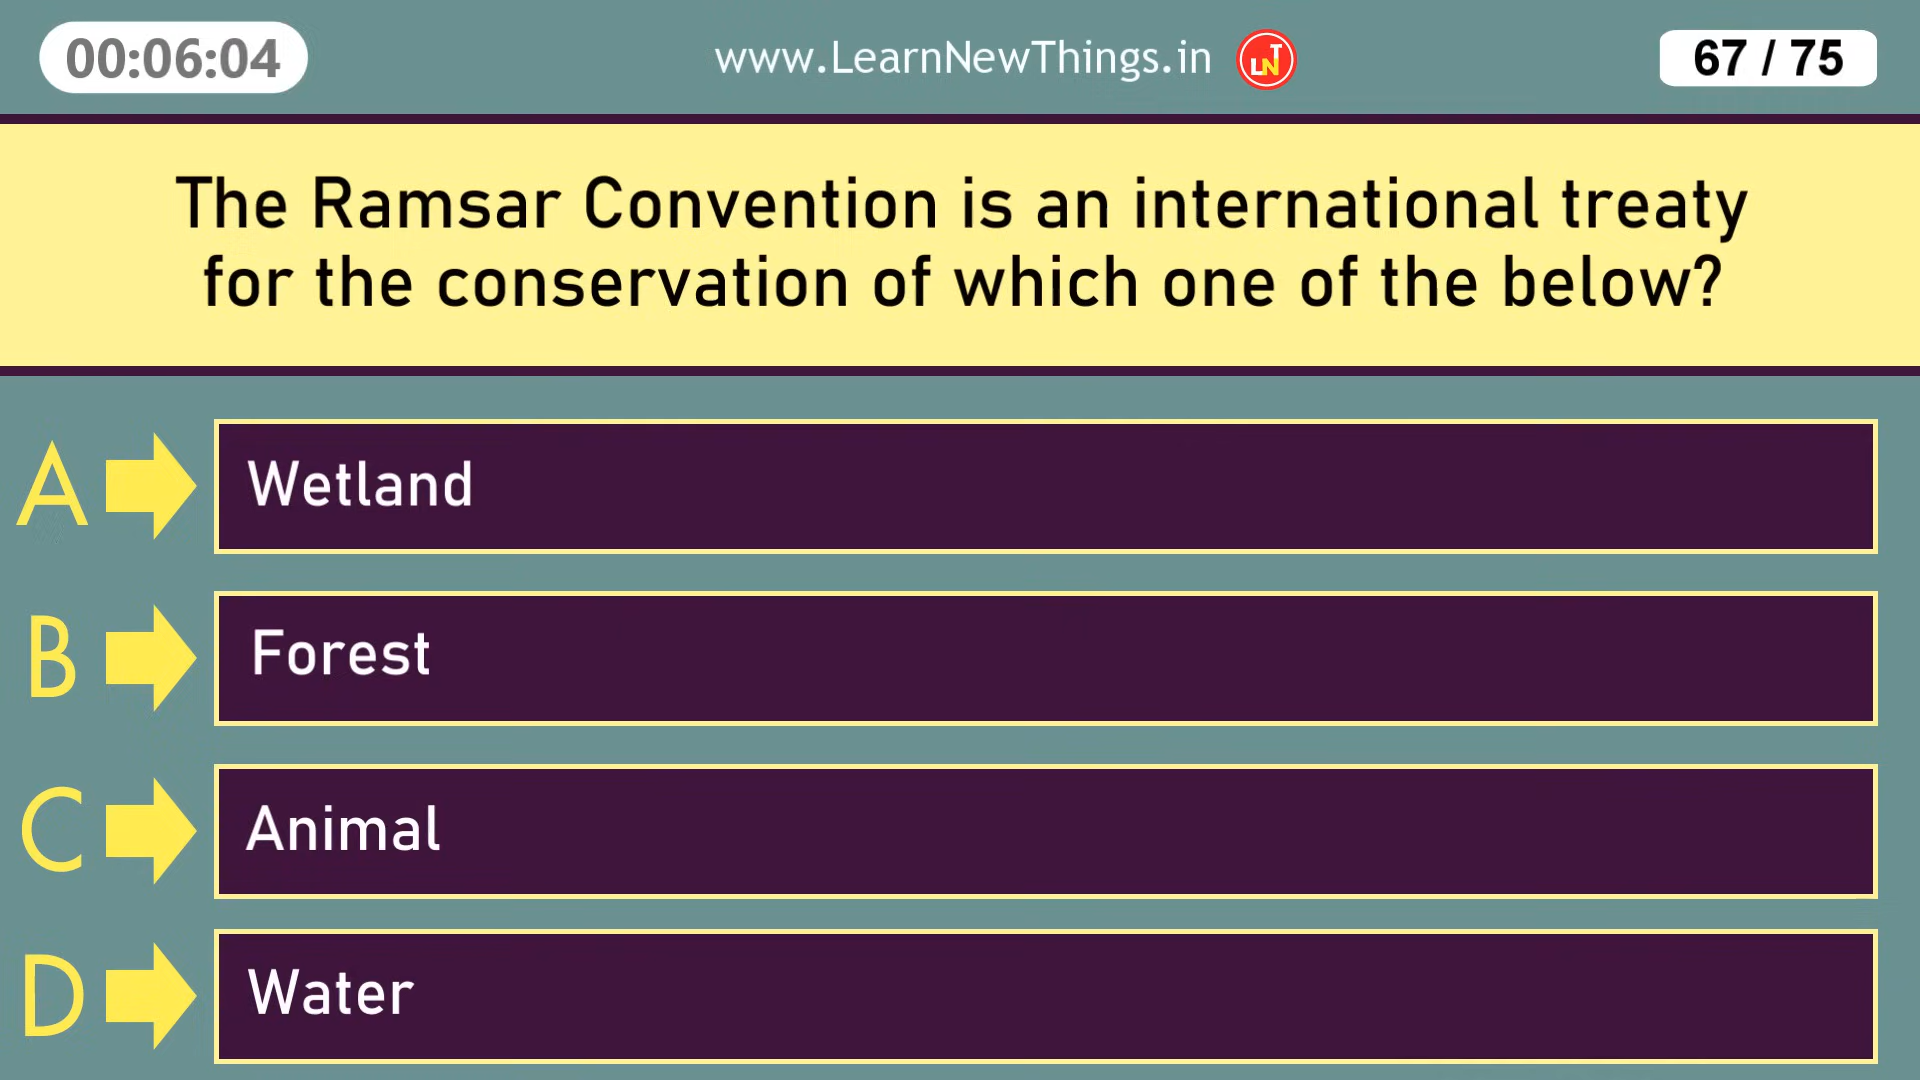 00:06:04
www.LearnNewThings.in
LNT
67 / 75
The Ramsar Convention is an international treaty
for the conservation of which one of the below?
A
Wetland
B
Forest
C
Animal
D
Water